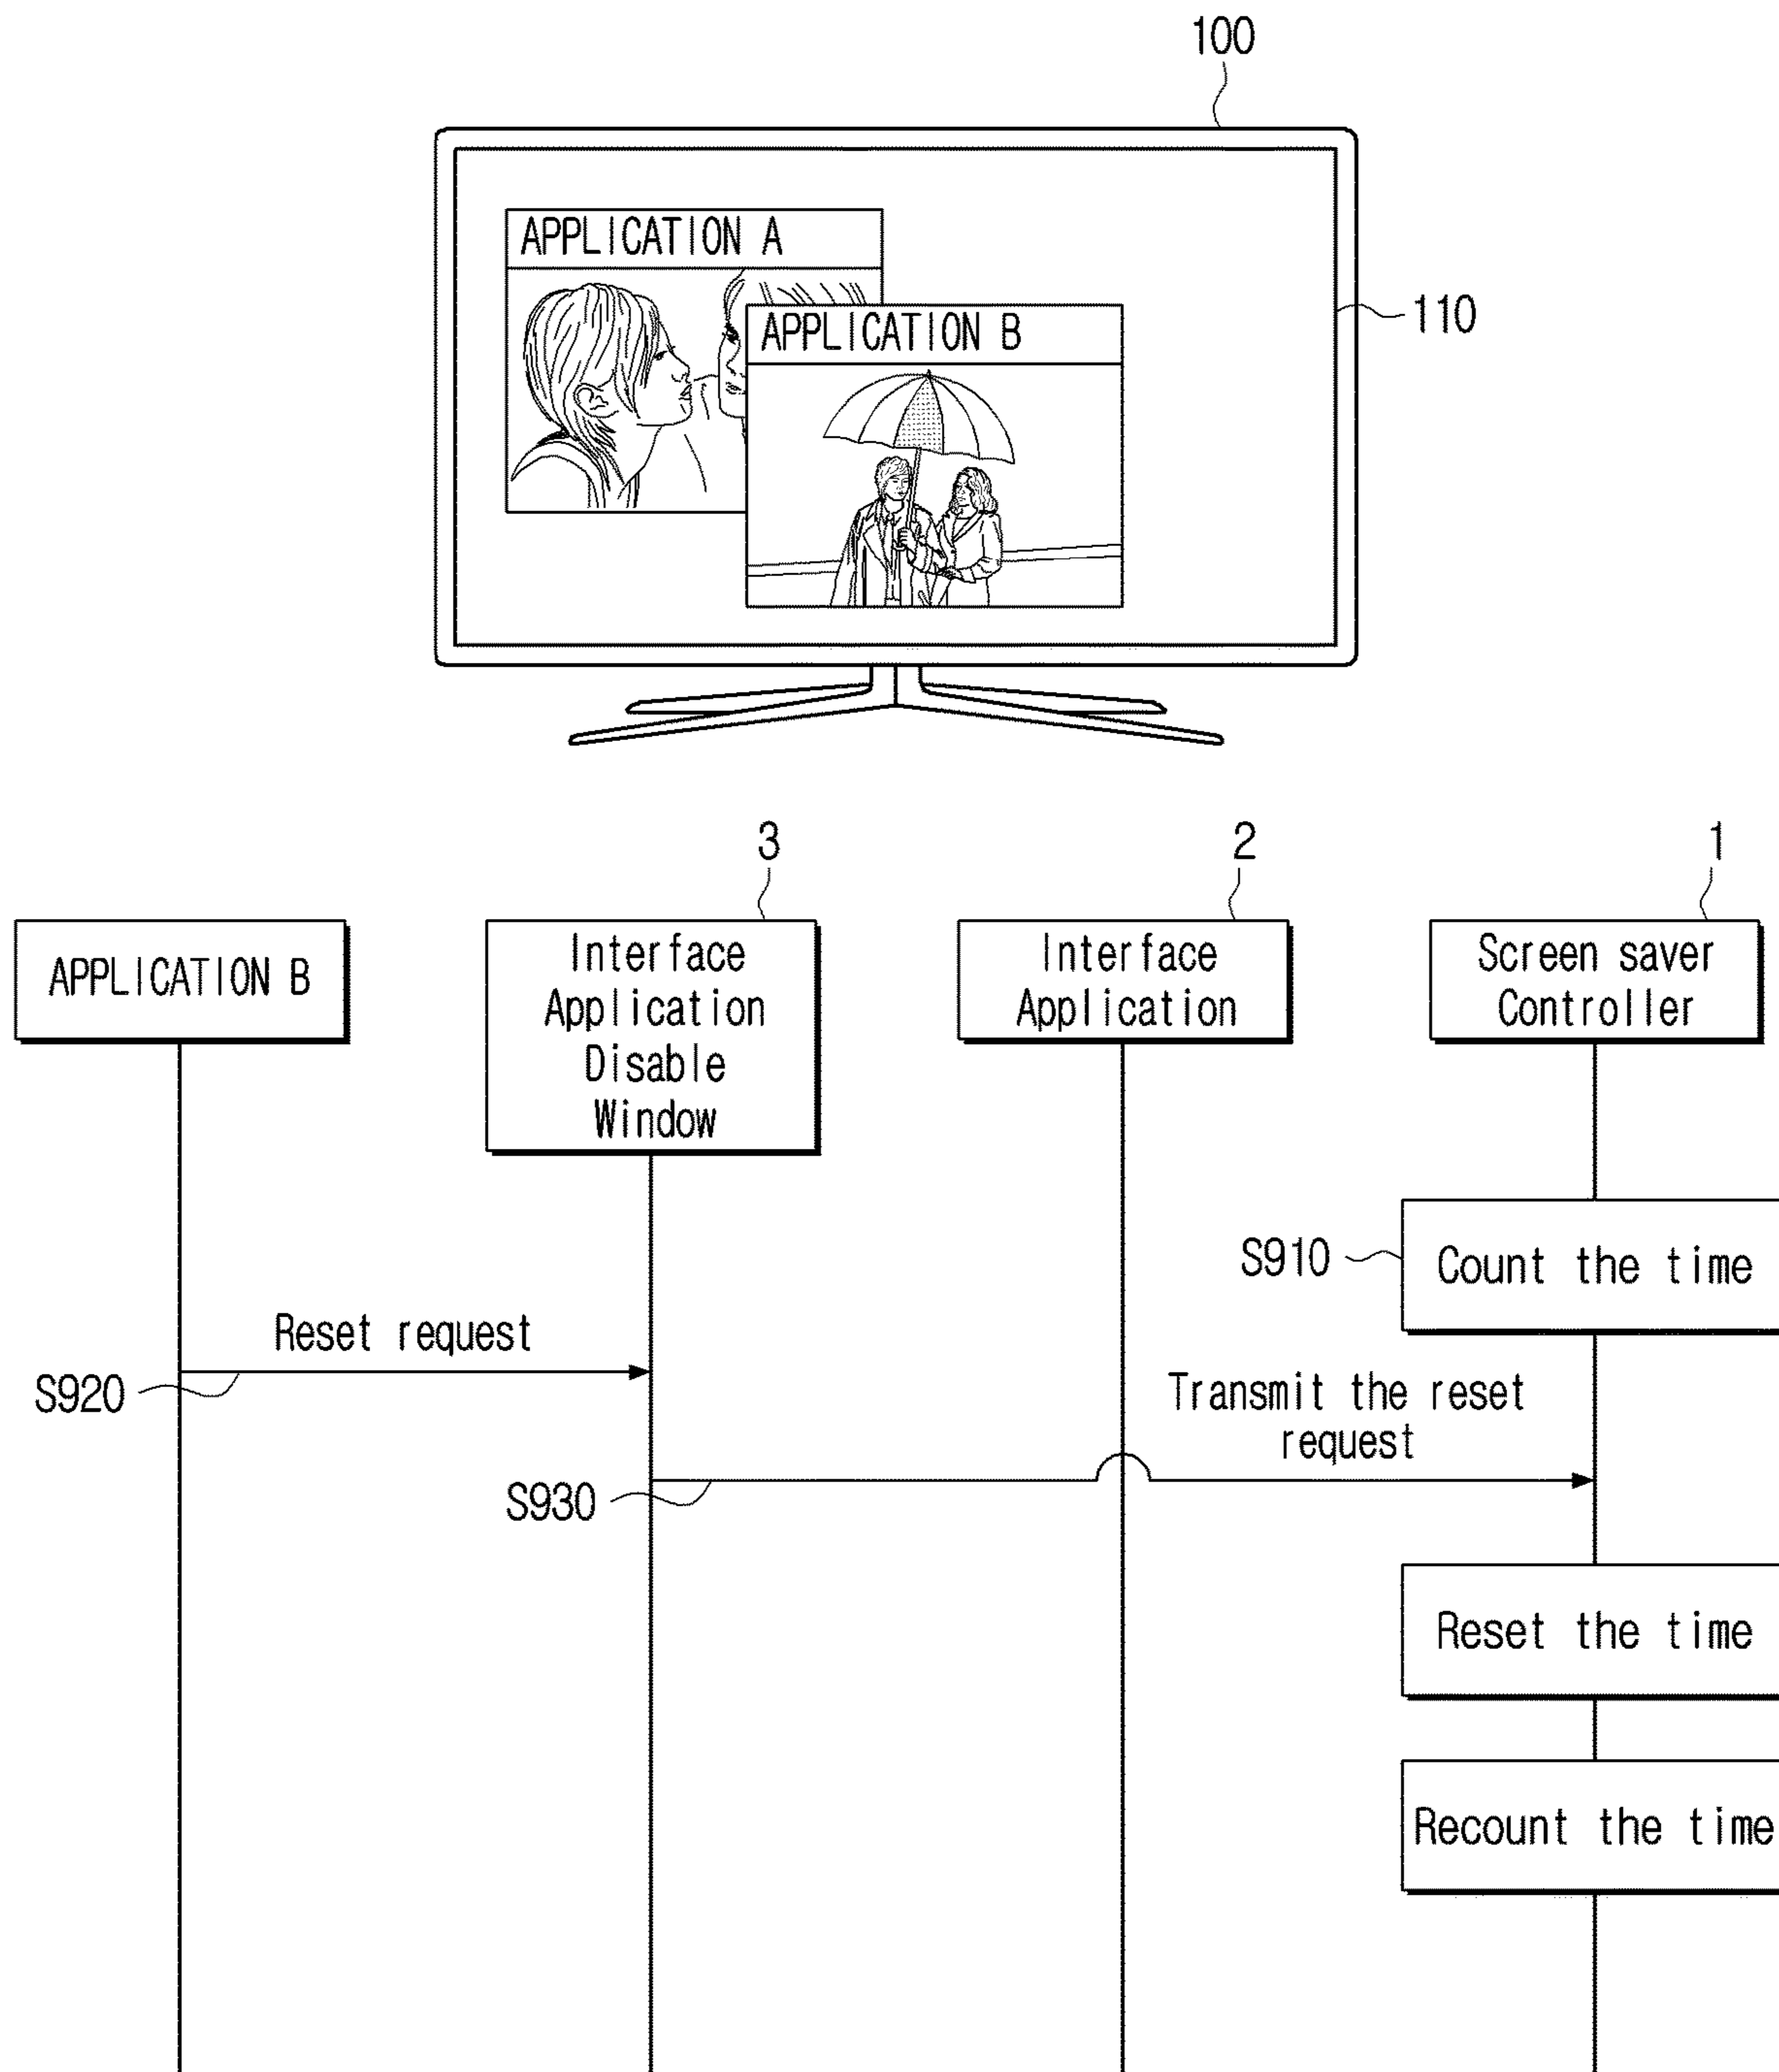 100
APPLICATION A
APPLICATION B
110
3
2
1
APPLICATION B
Interface
Application
Disable
Window
Interface
Application
Screen saver
Controller
S910
Count the time
Reset request
S920
Transmit the reset
request
S930
Reset the time
Recount the time